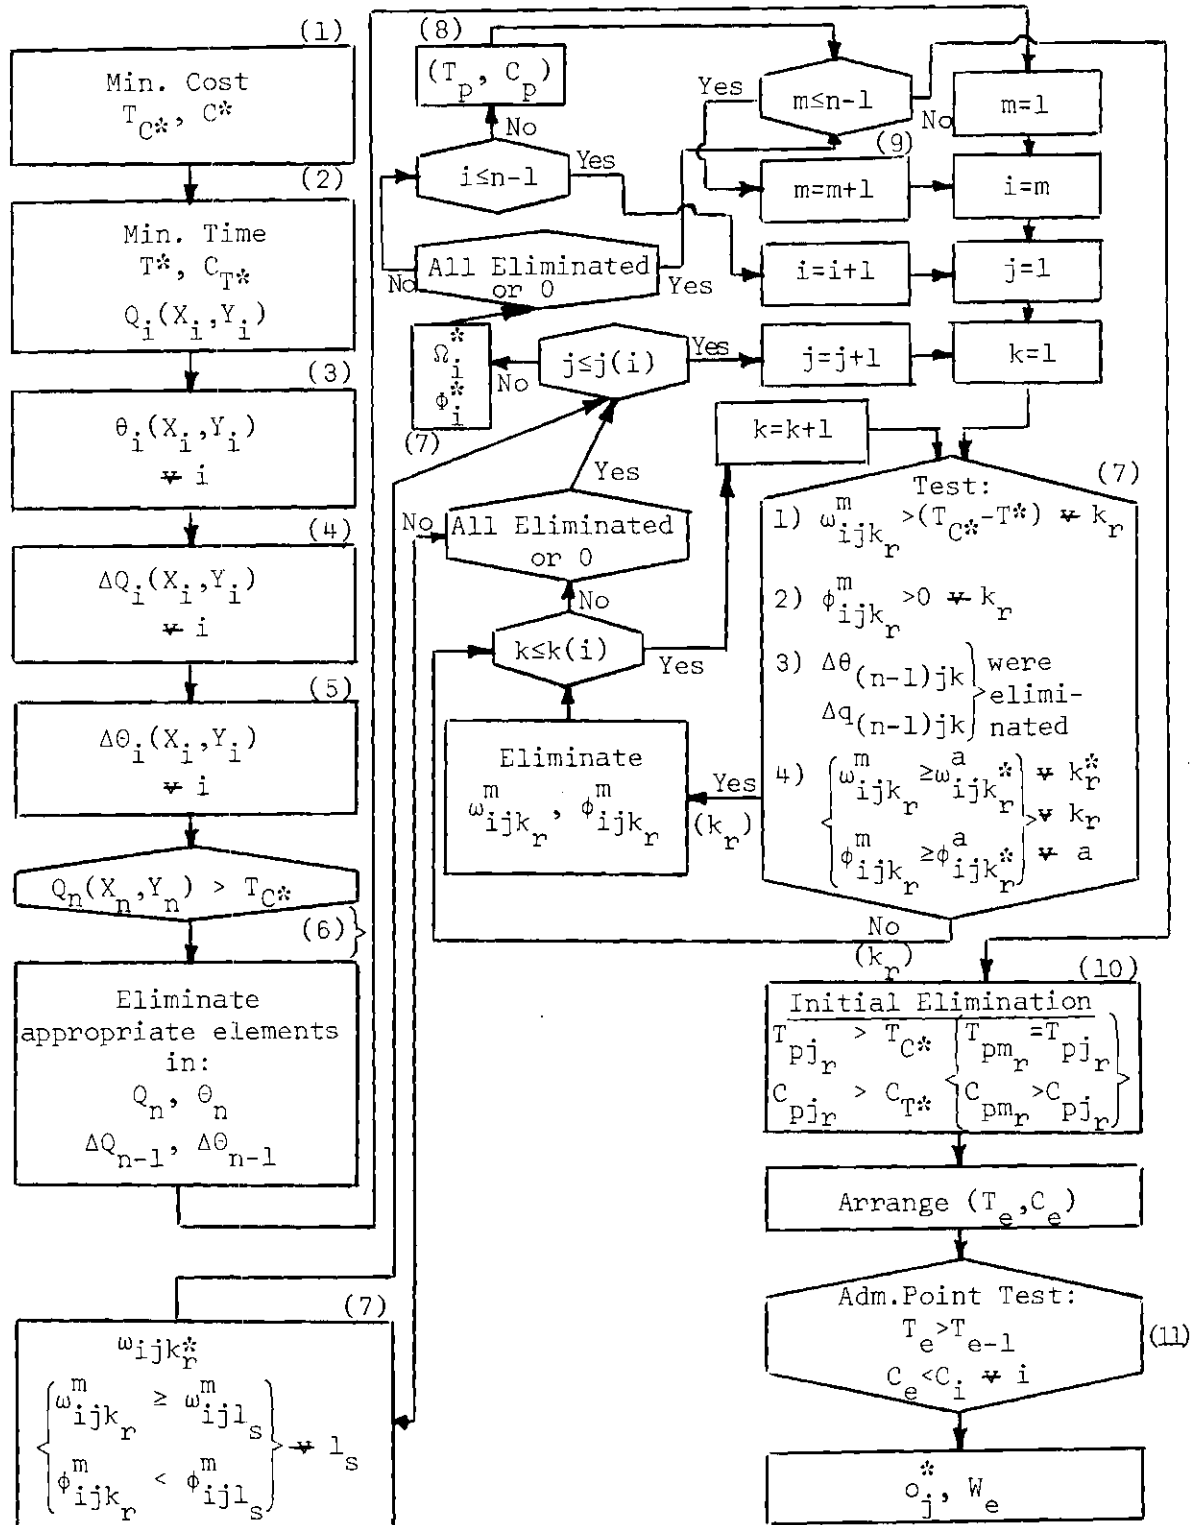 (1)
Min. Cost
T_C*, C*
(2)
Min. Time
T*, C_T*
Q_i(X_i,Y_i)
(3)
θ_i(X_i,Y_i)
∀ i
(4)
ΔQ_i(X_i,Y_i)
∀ i
(5)
ΔΘ_i(X_i,Y_i)
∀ i
Q_n(X_n,Y_n) > T_C*
(6)
Eliminate
appropriate elements
in:
Q_n, Θ_n
ΔQ_n-1, ΔΘ_n-1
(7)
ω_ijk_r*
ω^m_ijk_r ≥ ω^m_ijl_s
∀ l_s
φ^m_ijk_r < φ^m_ijl_s
(8)
(T_p, C_p)
No
i≤n-1
Yes
All Eliminated
or 0
No
Yes
Ω*_i
φ*_i
(7)
j≤j(i)
No
Yes
Yes
All Eliminated
or 0
No
No
k≤k(i)
Yes
Eliminate
ω^m_ijk_r, φ^m_ijk_r
Yes
(k_r)
m≤n-1
Yes
No
(9)
m=m+1
i=i+1
j=j+1
k=k+1
m=1
i=m
j=1
k=1
(7)
Test:
1) ω^m_ijk_r >(T_C*-T*) ∀ k_r
2) φ^m_ijk_r >0 ∀ k_r
3) Δθ_(n-1)jk were
elimi-
Δq_(n-1)jk nated
4) ω^m_ijk_r ≥ω^a_ijk_r* ∀ k*_r
∀ k_r
φ^m_ijk_r ≥φ^a_ijk_r* ∀ a
No
(k_r)
(10)
Initial Elimination
T_pj_r > T_C* T_pm_r =T_pj_r
C_pj_r > C_T* C_pm_r >C_pj_r
Arrange (T_e,C_e)
Adm.Point Test:
T_e>T_e-1
C_e<C_i ∀ i
(11)
o*_j, W_e